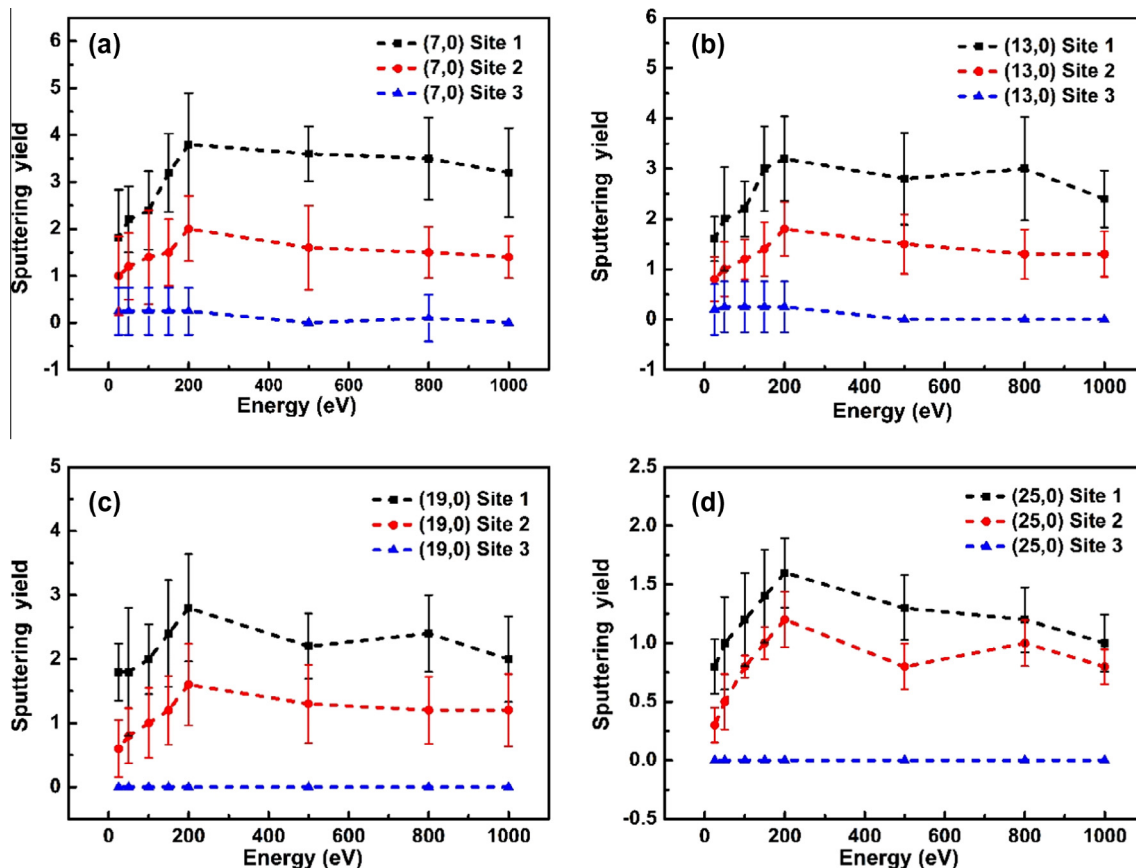 (a)
(7,0) Site 1
(7,0) Site 2
(7,0) Site 3
Sputtering yield
6
5
4
3
2
1
0
-1
0 200 400 600 800 1000
Energy (eV)
(b)
(13,0) Site 1
(13,0) Site 2
(13,0) Site 3
Sputtering yield
6
5
4
3
2
1
0
-1
0 200 400 600 800 1000
Energy (eV)
(c)
(19,0) Site 1
(19,0) Site 2
(19,0) Site 3
Sputtering yield
5
4
3
2
1
0
0 200 400 600 800 1000
Energy (eV)
(d)
(25,0) Site 1
(25,0) Site 2
(25,0) Site 3
Sputtering yield
2.5
2.0
1.5
1.0
0.5
0.0
-0.5
0 200 400 600 800 1000
Energy (eV)